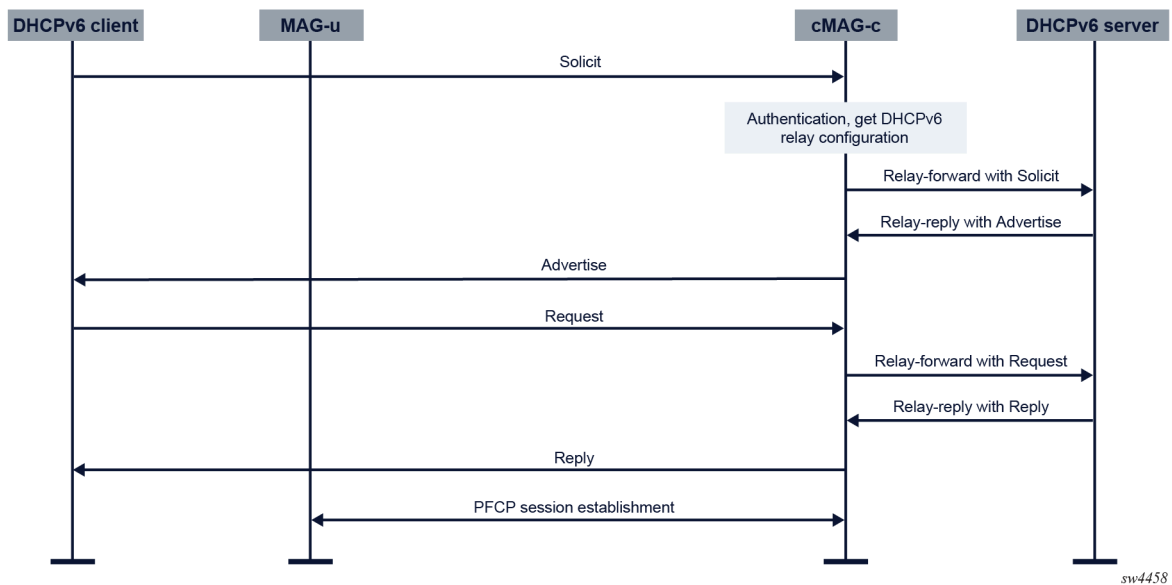 DHCPv6 client
MAG-u
cMAG-c
DHCPv6 server
Solicit
Authentication, get DHCPv6
relay configuration
Relay-forward with Solicit
Relay-reply with Advertise
Advertise
Request
Relay-forward with Request
Relay-reply with Reply
Reply
PFCP session establishment
sw4458